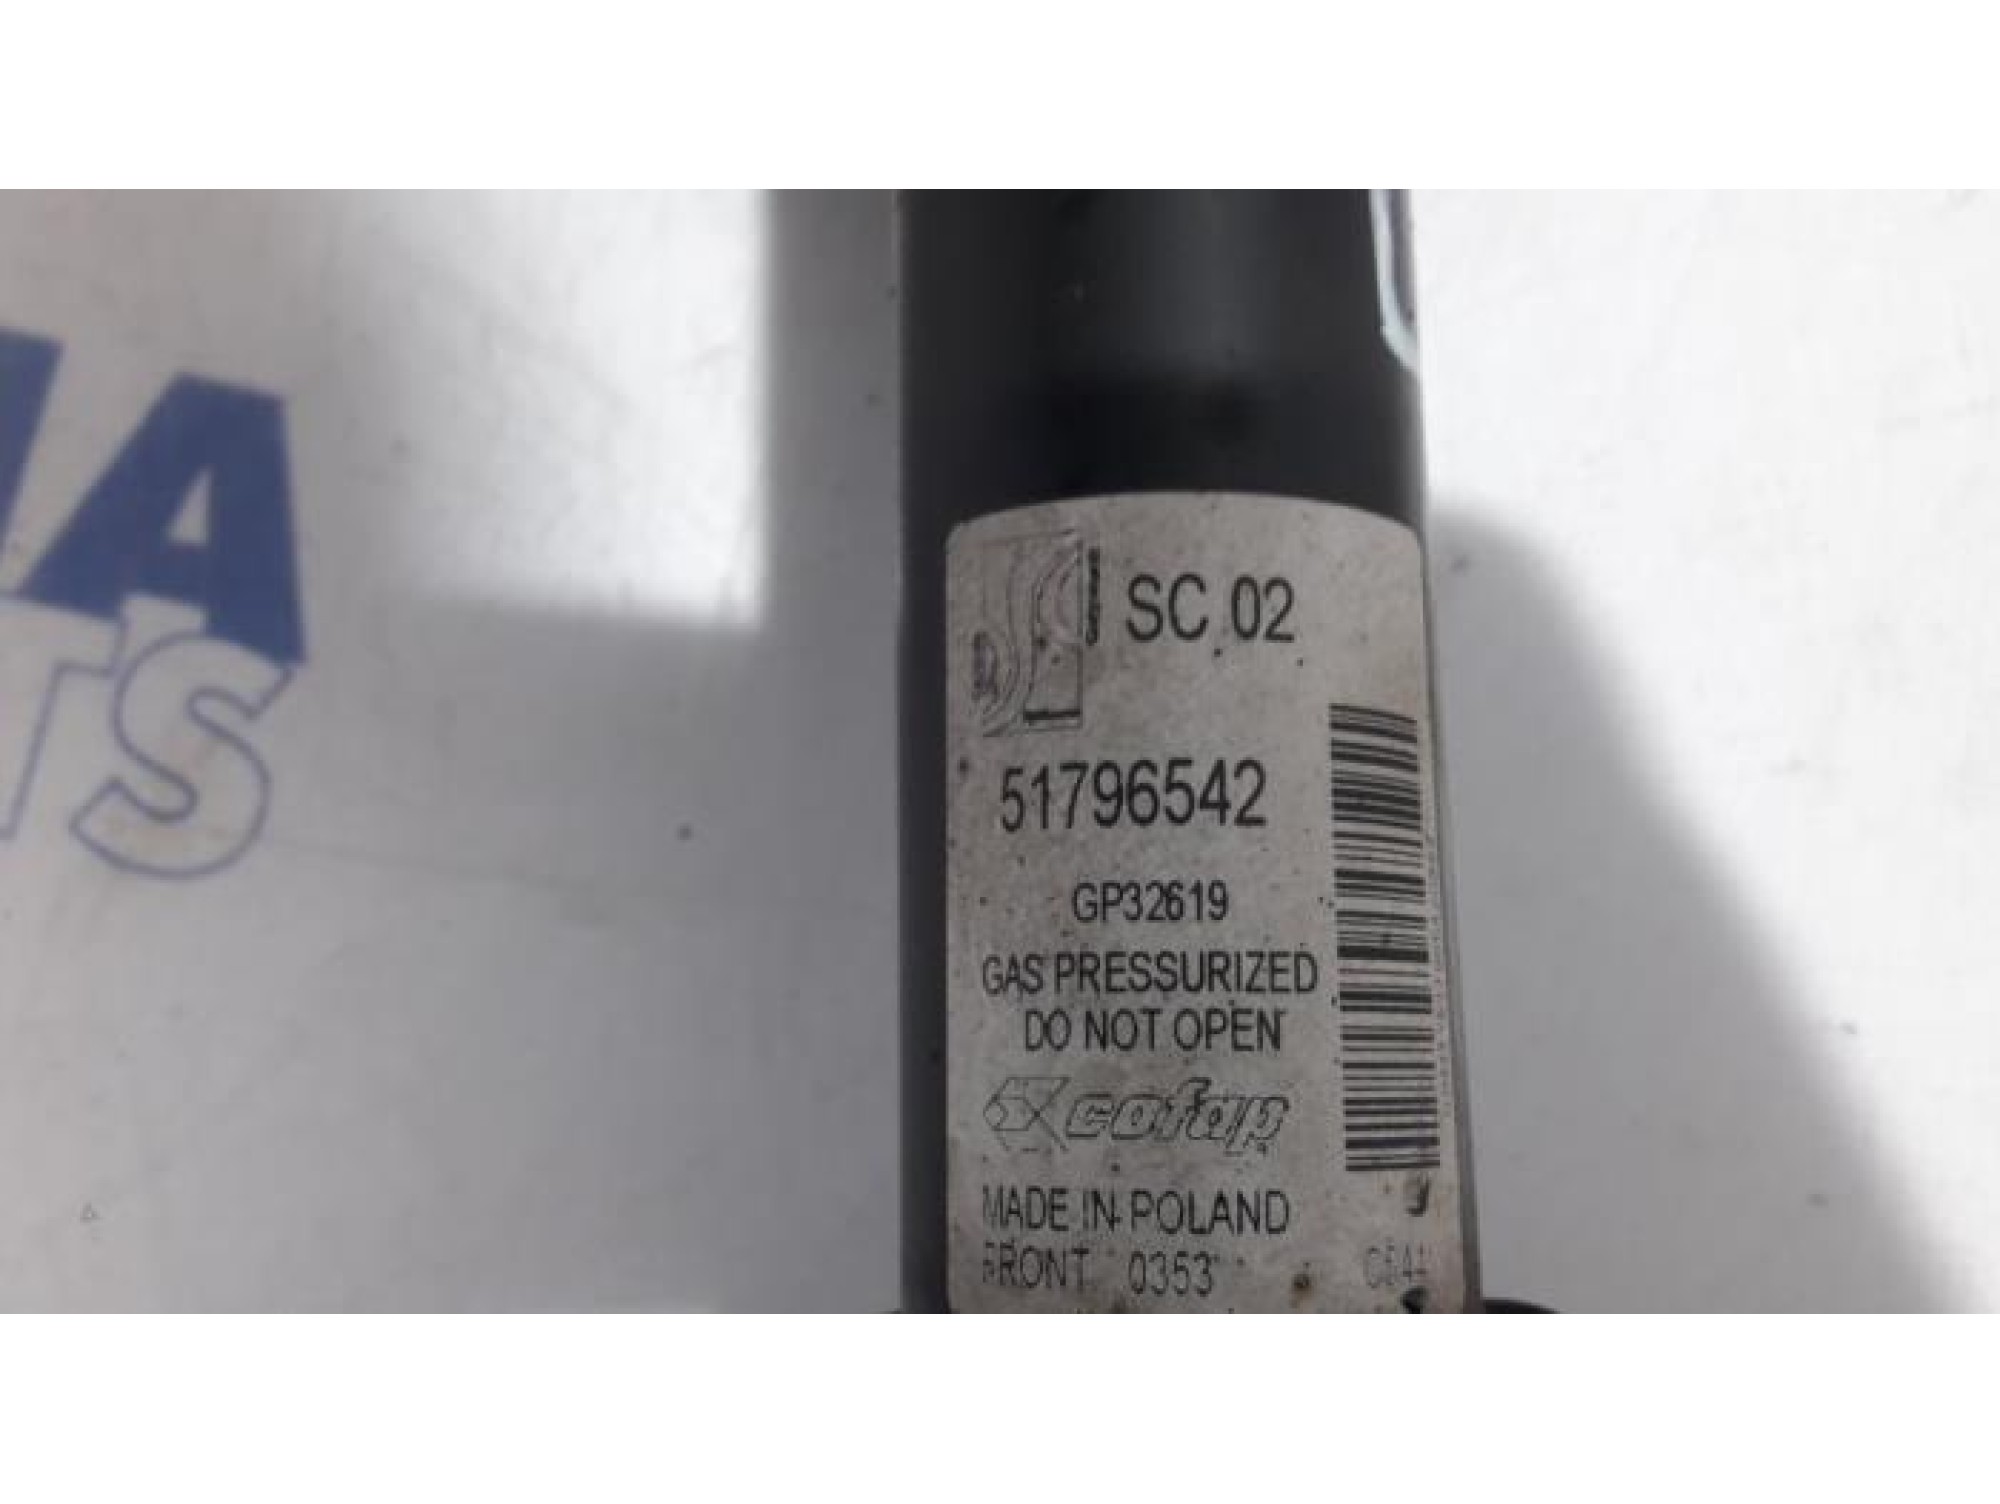 SC 02
51796542
GP32619
GAS PRESSURIZED
DO NOT OPEN
cofap
MADE IN POLAND
FRONT 0353